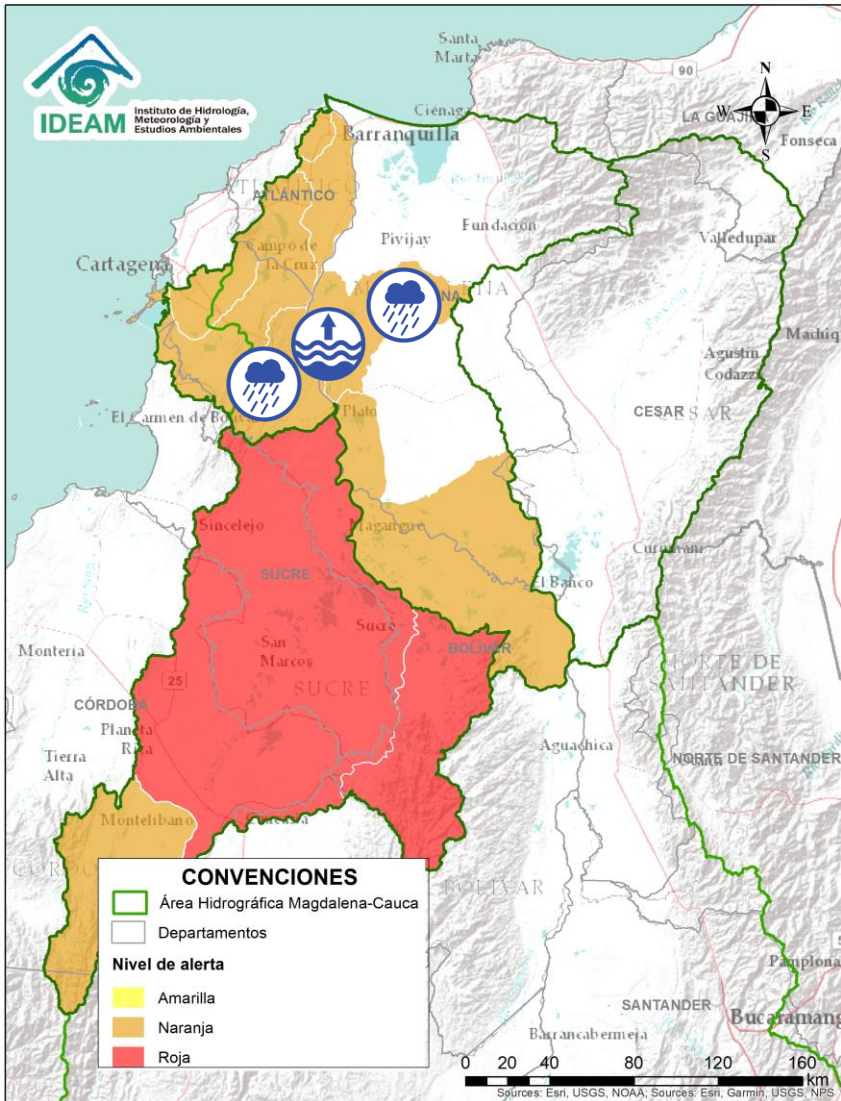 IDEAM
Instituto de Hidrología,
Meteorología y
Estudios Ambientales
Santa
Marta
90
N
W
E
S
LA GUAJIR
Fonseca
Ciénaga
Barranquilla
ATLÁNTICO
Pivijay
Fundación
Valledupar
Campo de
la Cruz
Cartagena
Agustín
Codazzi
Machiq
El Carmen de Bolívar
Plato
CESAR
CESAR
Sincelejo
Magangué
Curumaní
SUCRE
El Banco
Sucre
Montería
San
Marcos
BOLÍVAR
NORTE DE
SANTANDER
25
SUCRE
CÓRDOBA
Planeta
Rica
Tierra
Alta
Aguachica
NORTE DE SANTANDER
Montelíbano
Caucasia
BOLÍVAR
CONVENCIONES
Área Hidrográfica Magdalena-Cauca
Departamentos
Nivel de alerta
Amarilla
Naranja
Roja
Pamplona
SANTANDER
Bucaramang
Barrancabermeja
0 20 40 80 120 160
km
Sources: Esri, USGS, NOAA; Sources: Esri, Garmin, USGS, NPS